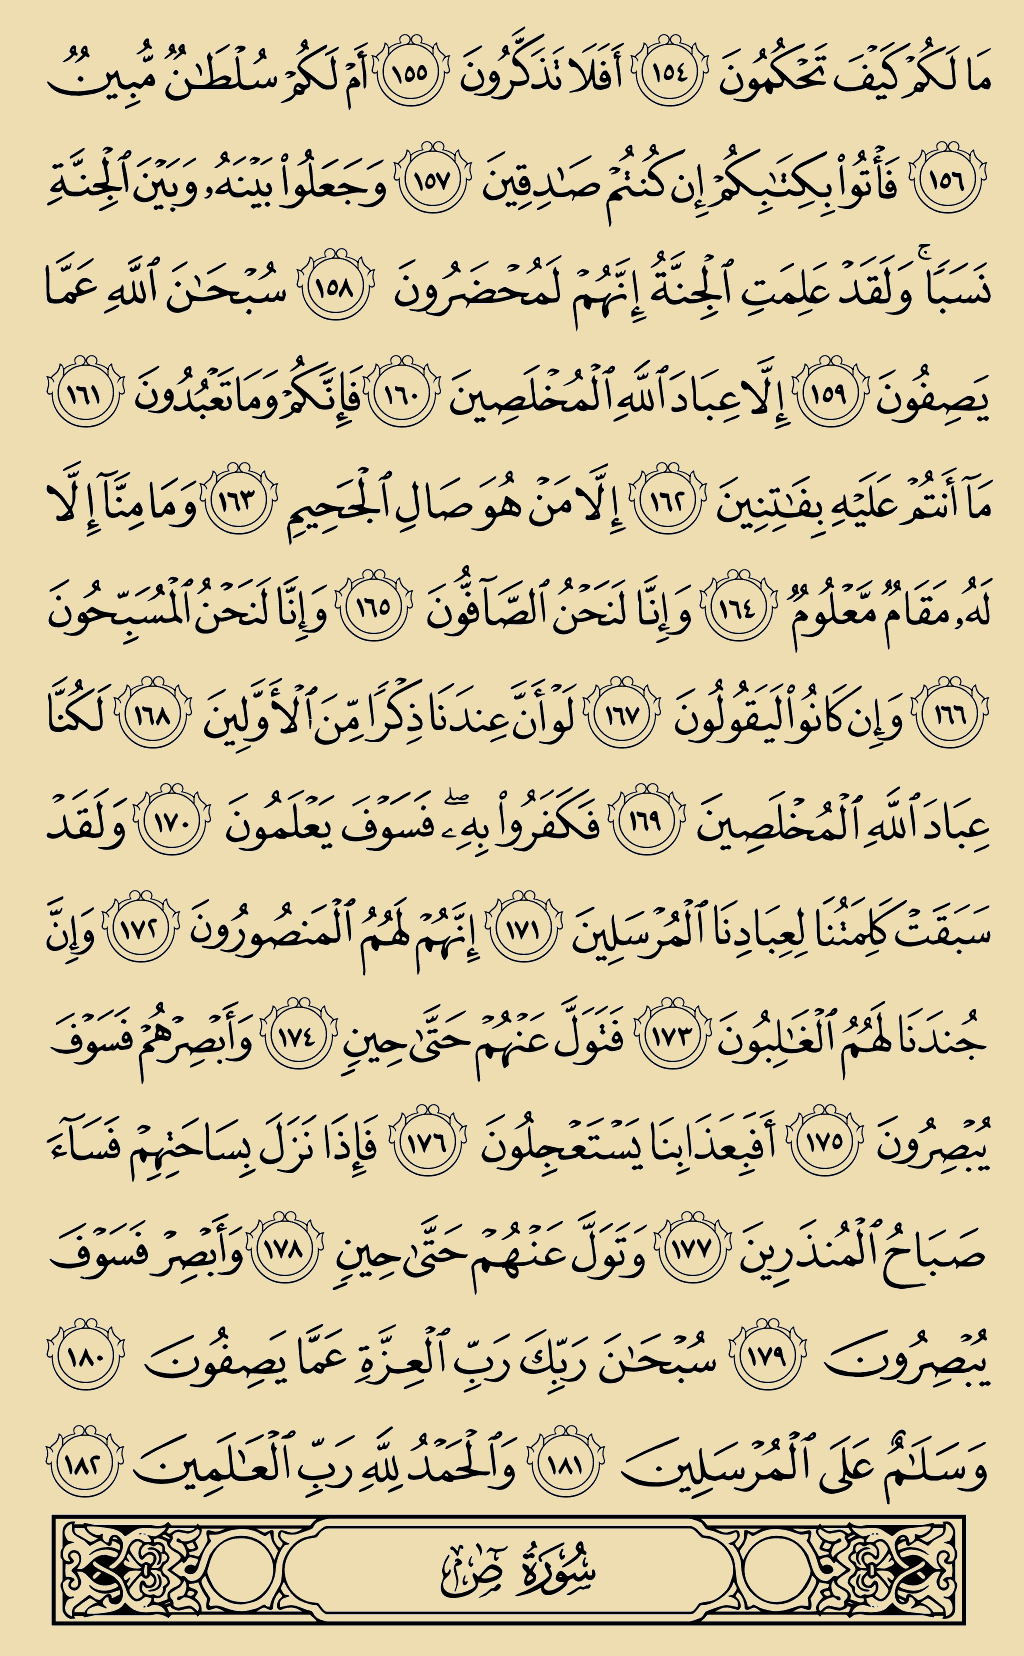 مَا لَكُمۡ كَيۡفَ تَحۡكُمُونَ ١٥٤ أَفَلَا تَذَكَّرُونَ ١٥٥ أَمۡ لَكُمۡ سُلۡطَٰنٞ مُّبِينٞ
١٥٦ فَأۡتُواْ بِكِتَٰبِكُمۡ إِن كُنتُمۡ صَٰدِقِينَ ١٥٧ وَجَعَلُواْ بَيۡنَهُۥ وَبَيۡنَ ٱلۡجِنَّةِ
نَسَبٗاۚ وَلَقَدۡ عَلِمَتِ ٱلۡجِنَّةُ إِنَّهُمۡ لَمُحۡضَرُونَ ١٥٨ سُبۡحَٰنَ ٱللَّهِ عَمَّا
يَصِفُونَ ١٥٩ إِلَّا عِبَادَ ٱللَّهِ ٱلۡمُخۡلَصِينَ ١٦٠ فَإِنَّكُمۡ وَمَا تَعۡبُدُونَ ١٦١
مَآ أَنتُمۡ عَلَيۡهِ بِفَٰتِنِينَ ١٦٢ إِلَّا مَنۡ هُوَ صَالِ ٱلۡجَحِيمِ ١٦٣ وَمَا مِنَّآ إِلَّا
لَهُۥ مَقَامٞ مَّعۡلُومٞ ١٦٤ وَإِنَّا لَنَحۡنُ ٱلصَّآفُّونَ ١٦٥ وَإِنَّا لَنَحۡنُ ٱلۡمُسَبِّحُونَ
١٦٦ وَإِن كَانُواْ لَيَقُولُونَ ١٦٧ لَوۡ أَنَّ عِندَنَا ذِكۡرٗا مِّنَ ٱلۡأَوَّلِينَ ١٦٨ لَكُنَّا
عِبَادَ ٱللَّهِ ٱلۡمُخۡلَصِينَ ١٦٩ فَكَفَرُواْ بِهِۦۖ فَسَوۡفَ يَعۡلَمُونَ ١٧٠ وَلَقَدۡ
سَبَقَتۡ كَلِمَتُنَا لِعِبَادِنَا ٱلۡمُرۡسَلِينَ ١٧١ إِنَّهُمۡ لَهُمُ ٱلۡمَنصُورُونَ ١٧٢ وَإِنَّ
جُندَنَا لَهُمُ ٱلۡغَٰلِبُونَ ١٧٣ فَتَوَلَّ عَنۡهُمۡ حَتَّىٰ حِينٖ ١٧٤ وَأَبۡصِرۡهُمۡ فَسَوۡفَ
يُبۡصِرُونَ ١٧٥ أَفَبِعَذَابِنَا يَسۡتَعۡجِلُونَ ١٧٦ فَإِذَا نَزَلَ بِسَاحَتِهِمۡ فَسَآءَ
صَبَاحُ ٱلۡمُنذَرِينَ ١٧٧ وَتَوَلَّ عَنۡهُمۡ حَتَّىٰ حِينٖ ١٧٨ وَأَبۡصِرۡ فَسَوۡفَ
يُبۡصِرُونَ ١٧٩ سُبۡحَٰنَ رَبِّكَ رَبِّ ٱلۡعِزَّةِ عَمَّا يَصِفُونَ ١٨٠
وَسَلَٰمٌ عَلَى ٱلۡمُرۡسَلِينَ ١٨١ وَٱلۡحَمۡدُ لِلَّهِ رَبِّ ٱلۡعَٰلَمِينَ ١٨٢
سُورَةُ صٓ